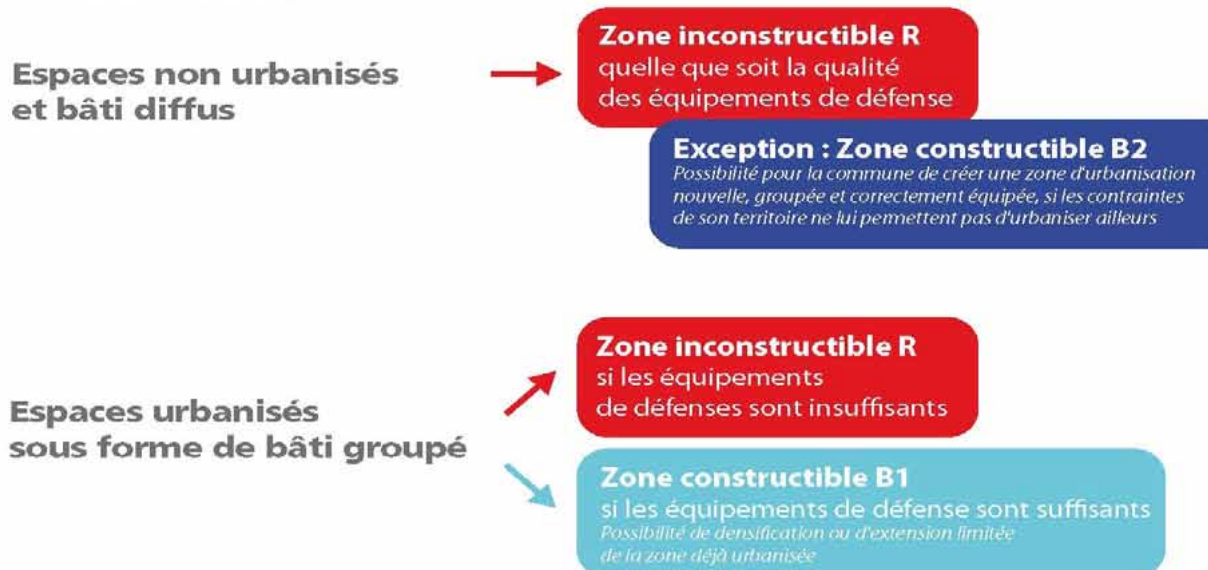 Espaces non urbanisés
et bâti diffus
Zone inconstructible R
quelle que soit la qualité
des équipements de défense
Exception : Zone constructible B2
Possibilité pour la commune de créer une zone d'urbanisation
nouvelle, groupée et correctement équipée, si les contraintes
de son territoire ne lui permettent pas d'urbaniser ailleurs
Espaces urbanisés
sous forme de bâti groupé
Zone inconstructible R
si les équipements
de défenses sont insuffisants
Zone constructible B1
si les équipements de défense sont suffisants
Possibilité de densification ou d'extension limitée
de la zone déjà urbanisée